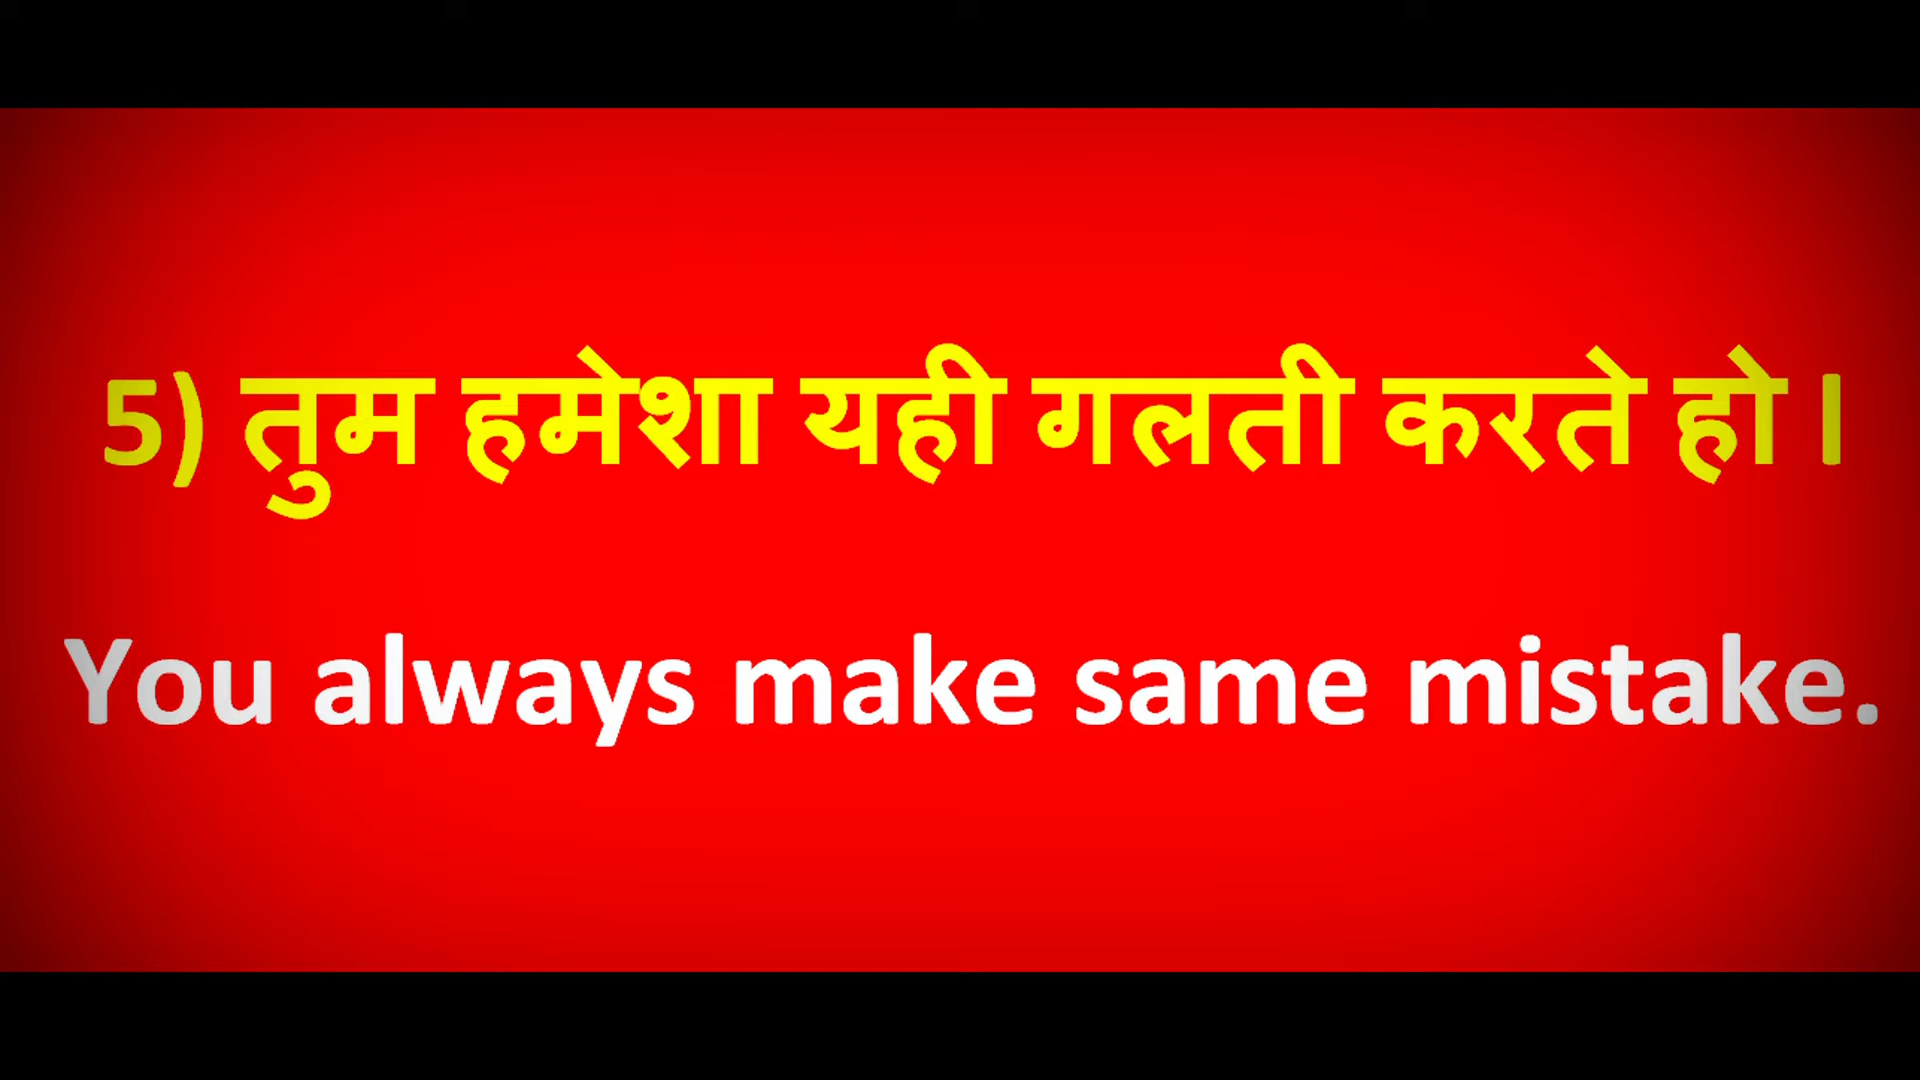 5) तुम हमेशा यही गलती करते हो ।
You always make same mistake.